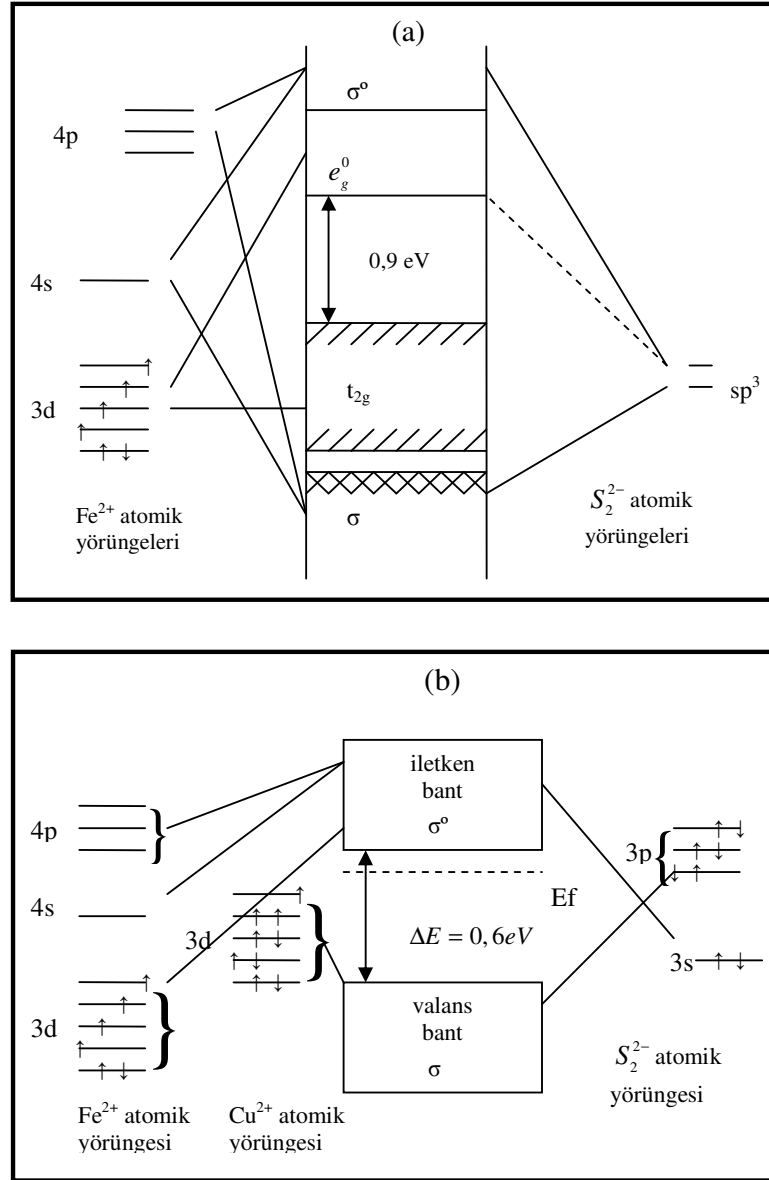 (a)
σ°
4p
e_g^0
0,9 eV
4s
t₂g
3d
sp³
σ
Fe²⁺ atomik
yörüngeleri
S₂²⁻ atomik
yörüngeleri
(b)
iletken
bant
σ°
4p
3p
4s
Ef
3d
ΔE = 0,6eV
3s
3d
valans
bant
σ
S₂²⁻ atomik
yörüngesi
Fe²⁺ atomik
yörüngesi
Cu²⁺ atomik
yörüngesi